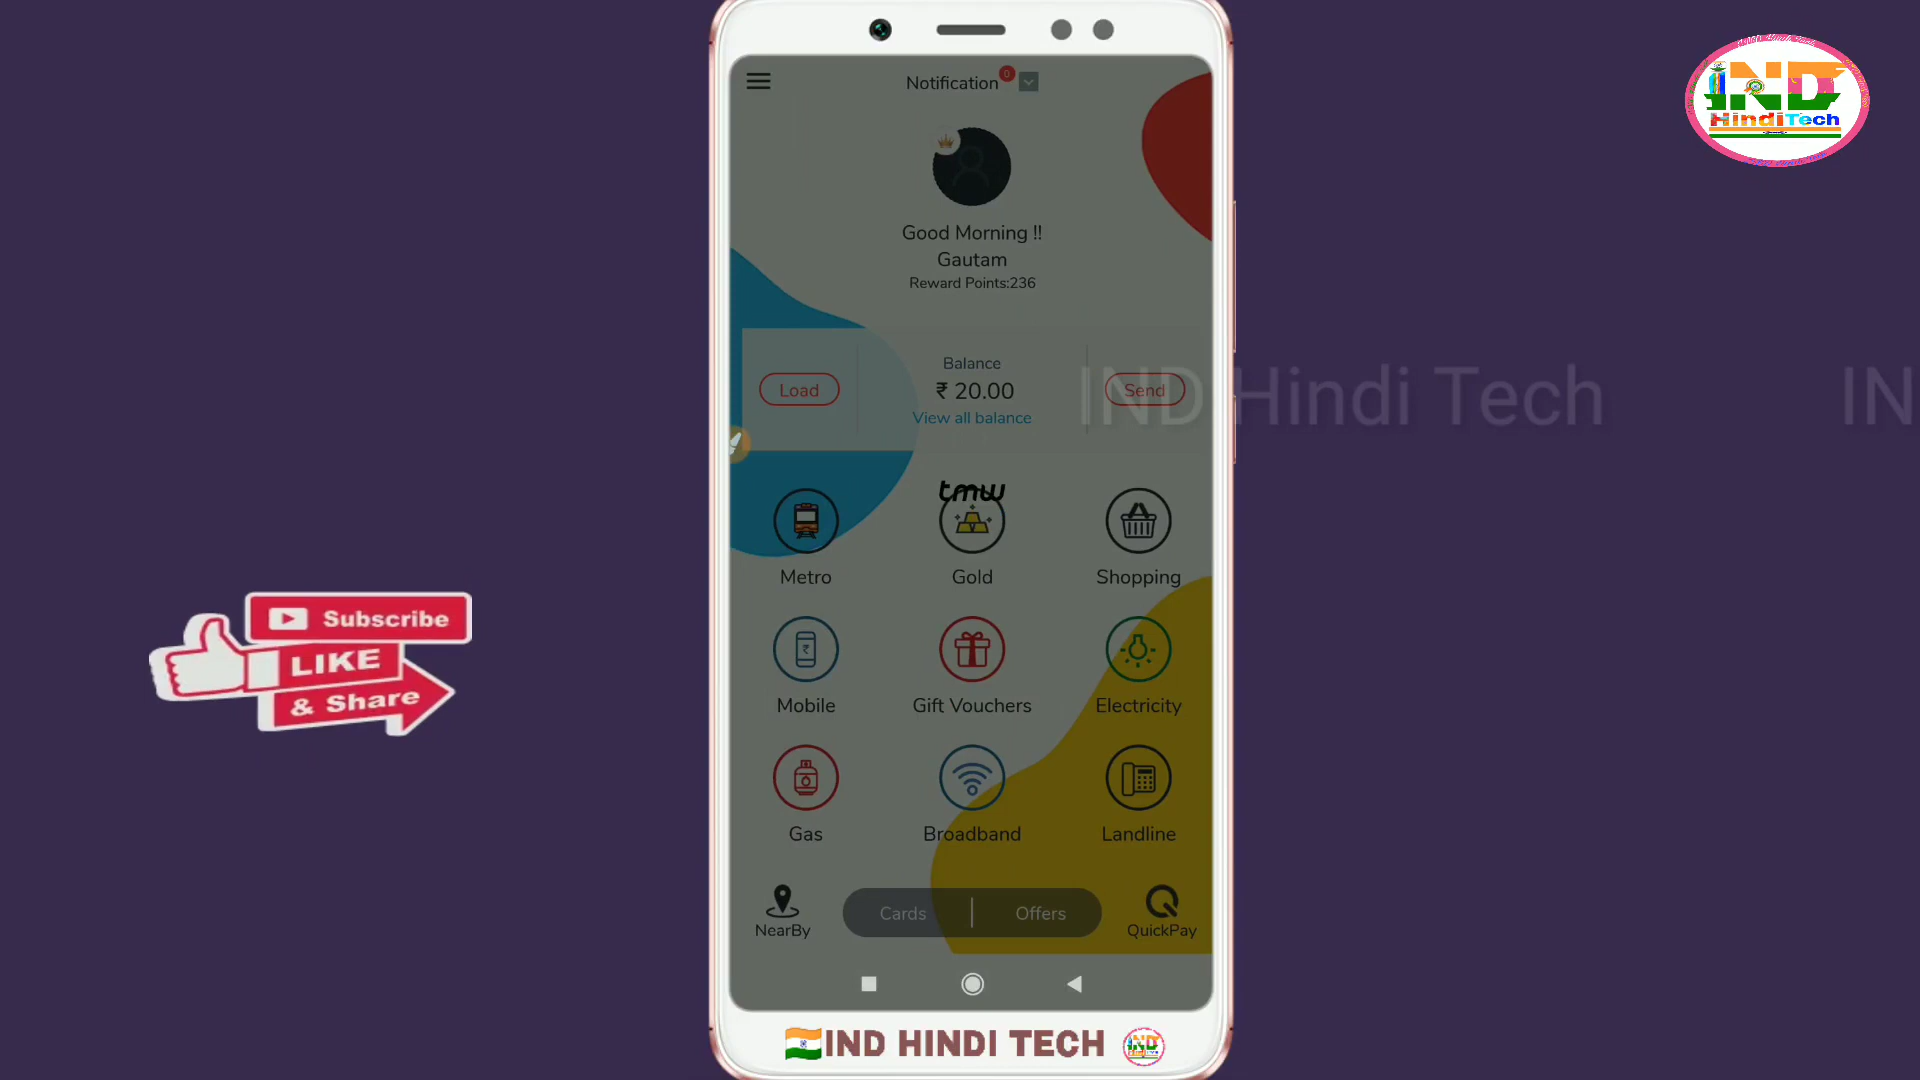 Notification
0
IND
HindiTech
Good Morning !!
Gautam
Reward Points:236
Balance
Load
₹ 20.00
Send
View all balance
IND Hindi Tech
IN
tmw
Metro
Gold
Shopping
Subscribe
LIKE
& Share
Mobile
Gift Vouchers
Electricity
Gas
Broadband
Landline
NearBy
Cards
Offers
QuickPay
IND HINDI TECH